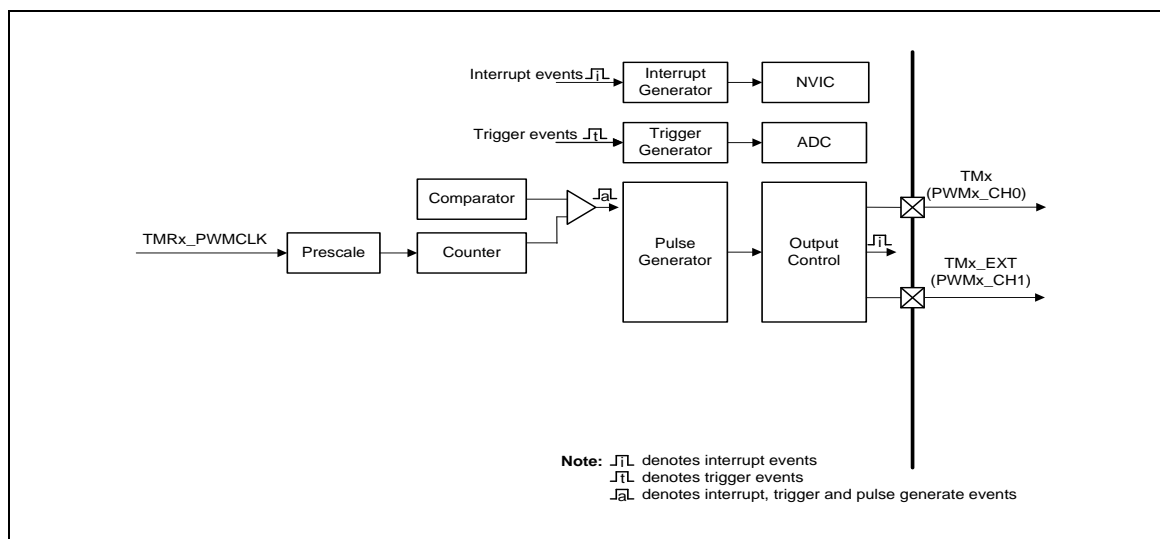 Interrupt events i
Interrupt
Generator
NVIC
Trigger events t
Trigger
Generator
ADC
Comparator
a
TMRx_PWMCLK
Prescale
Counter
Pulse
Generator
Output
Control
TMx
(PWMx_CH0)
i
TMx_EXT
(PWMx_CH1)
Note: i denotes interrupt events
t denotes trigger events
a denotes interrupt, trigger and pulse generate events